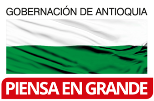 GOBERNACIÓN DE ANTIOQUIA
PIENSA EN GRANDE